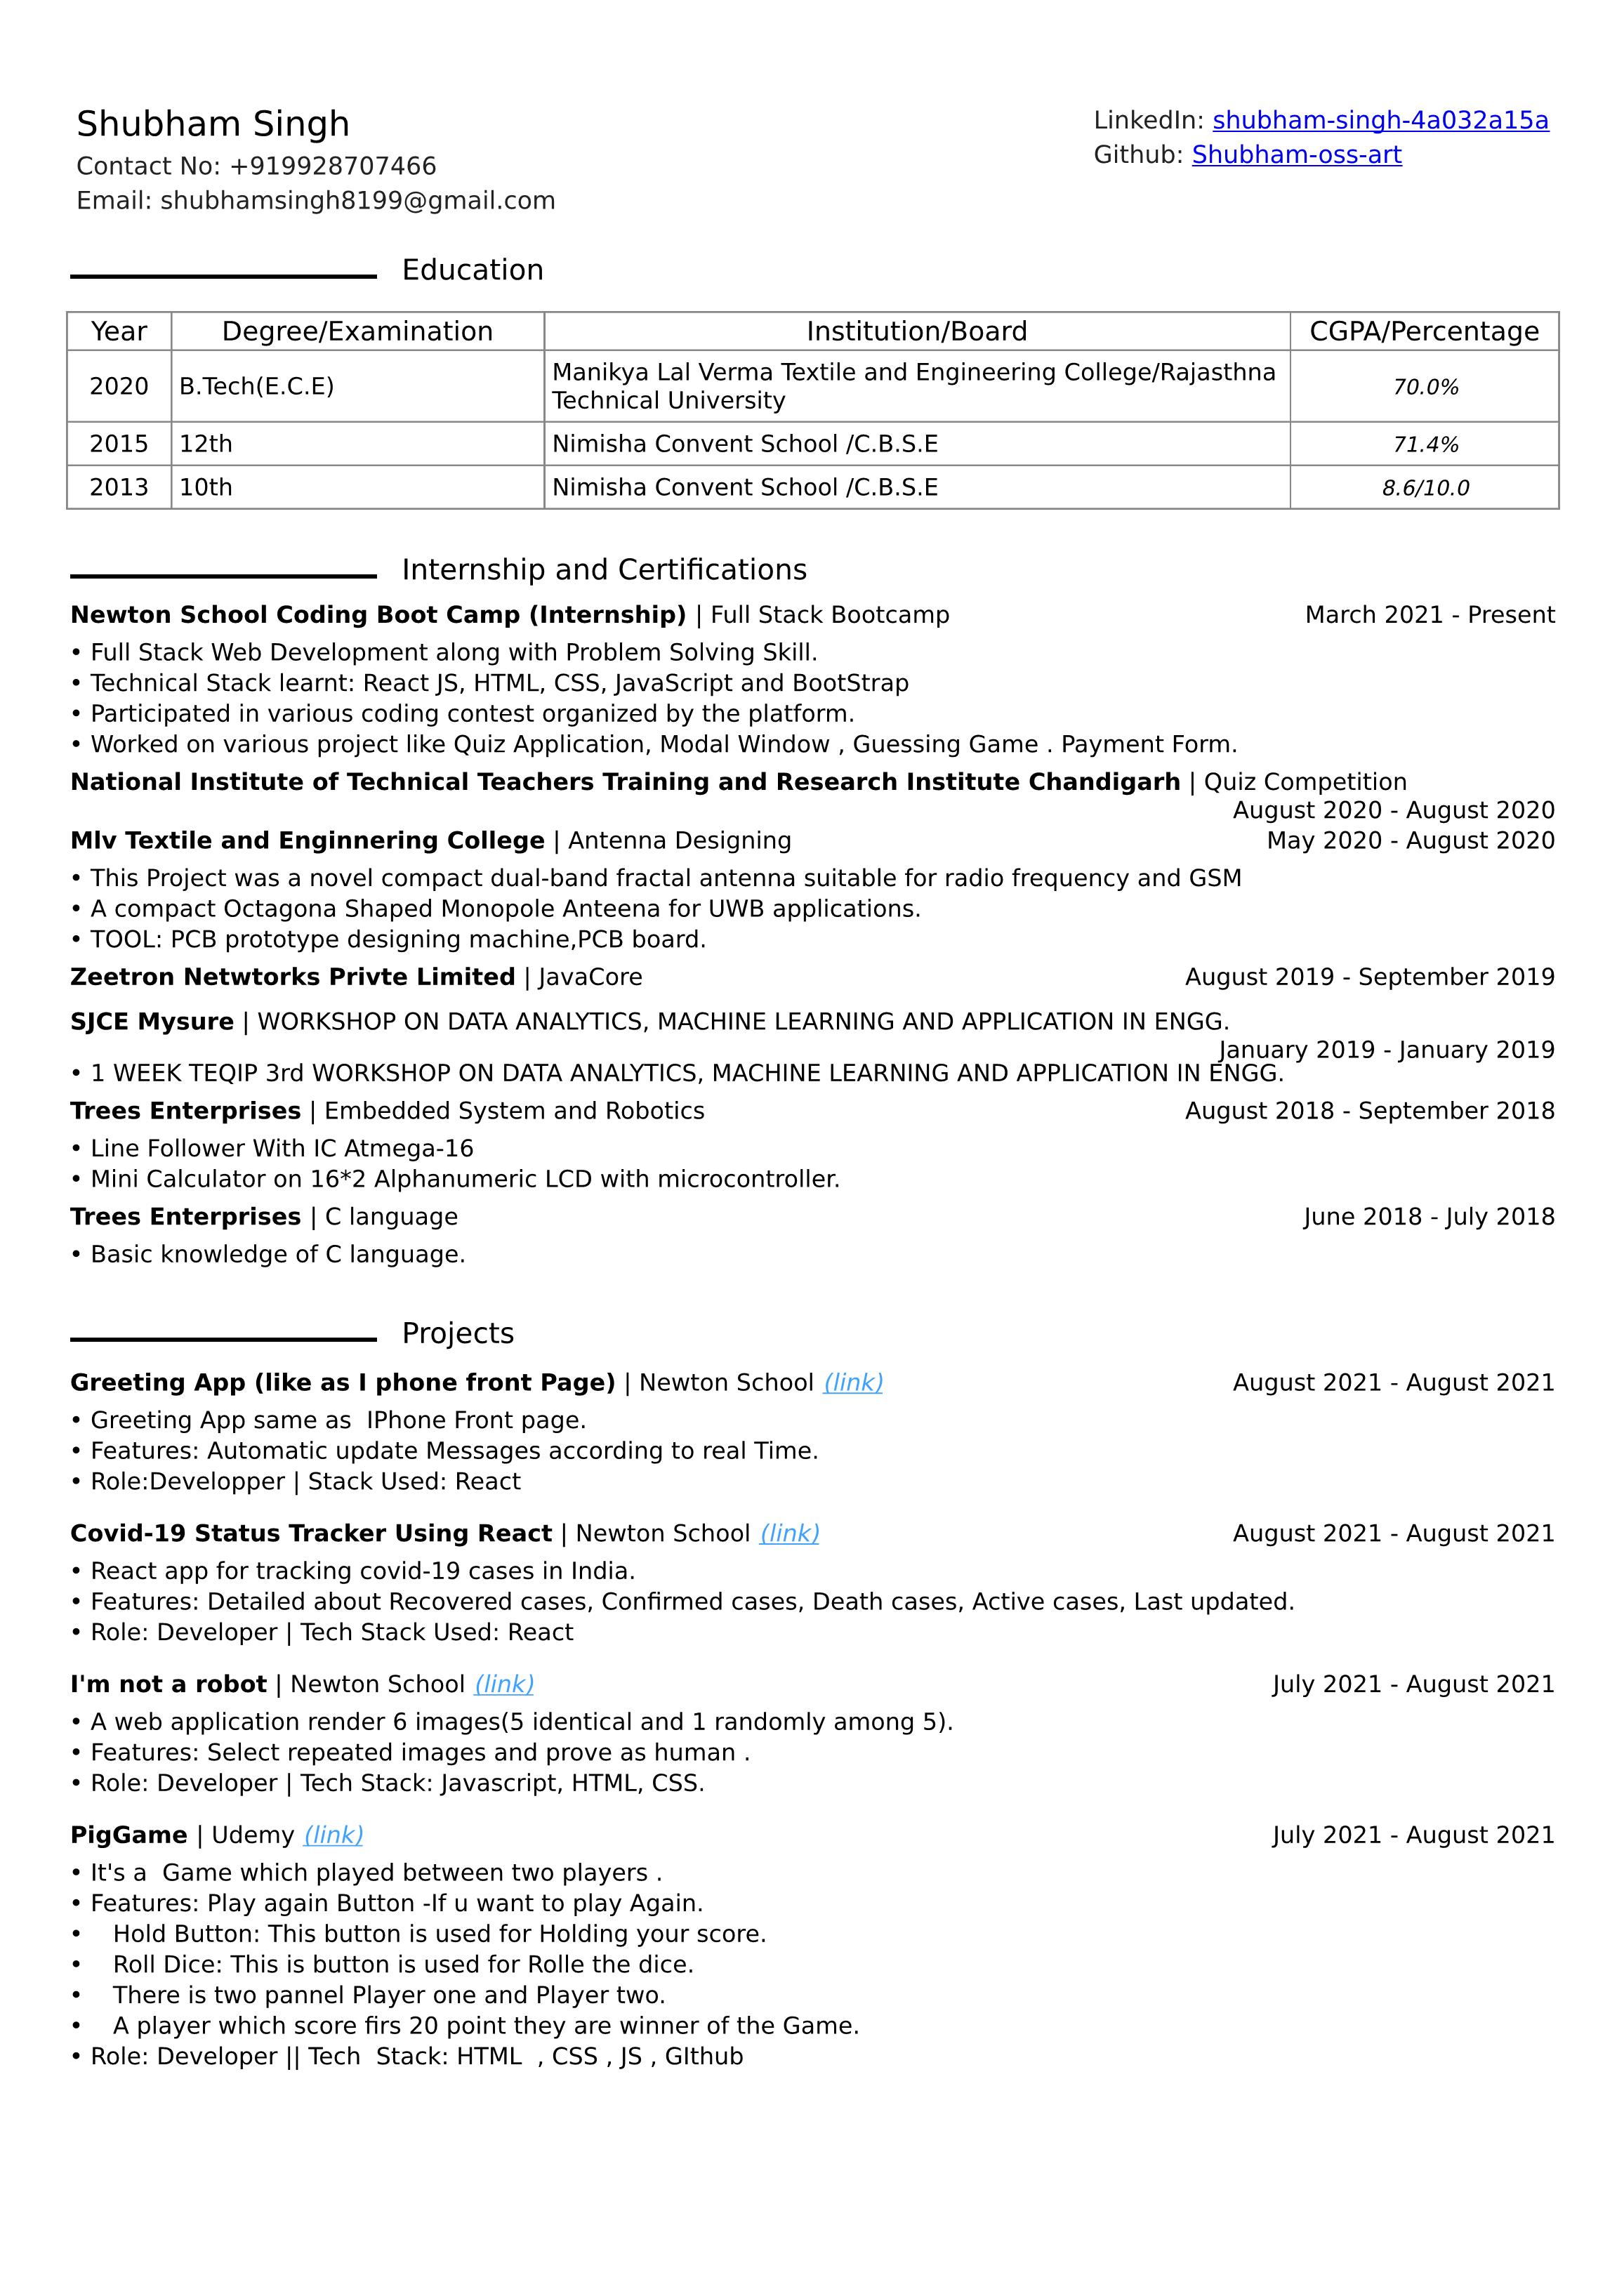 Shubham Singh
Contact No: +919928707466
Email: shubhamsingh8199@gmail.com
LinkedIn: shubham-singh-4a032a15a
Github: Shubham-oss-art
Education
Year Degree/Examination Institution/Board CGPA/Percentage
2020 B.Tech(E.C.E) Manikya Lal Verma Textile and Engineering College/Rajasthna
Technical University 70.0%
2015 12th Nimisha Convent School /C.B.S.E 71.4%
2013 10th Nimisha Convent School /C.B.S.E 8.6/10.0
Internship and Certifications
Newton School Coding Boot Camp (Internship) | Full Stack Bootcamp March 2021 - Present
• Full Stack Web Development along with Problem Solving Skill.
• Technical Stack learnt: React JS, HTML, CSS, JavaScript and BootStrap
• Participated in various coding contest organized by the platform.
• Worked on various project like Quiz Application, Modal Window , Guessing Game . Payment Form.
National Institute of Technical Teachers Training and Research Institute Chandigarh | Quiz Competition
August 2020 - August 2020
Mlv Textile and Enginnering College | Antenna Designing May 2020 - August 2020
• This Project was a novel compact dual-band fractal antenna suitable for radio frequency and GSM
• A compact Octagona Shaped Monopole Anteena for UWB applications.
• TOOL: PCB prototype designing machine,PCB board.
Zeetron Netwtorks Privte Limited | JavaCore August 2019 - September 2019
SJCE Mysure | WORKSHOP ON DATA ANALYTICS, MACHINE LEARNING AND APPLICATION IN ENGG.
January 2019 - January 2019
• 1 WEEK TEQIP 3rd WORKSHOP ON DATA ANALYTICS, MACHINE LEARNING AND APPLICATION IN ENGG.
Trees Enterprises | Embedded System and Robotics August 2018 - September 2018
• Line Follower With IC Atmega-16
• Mini Calculator on 16*2 Alphanumeric LCD with microcontroller.
Trees Enterprises | C language June 2018 - July 2018
• Basic knowledge of C language.
Projects
Greeting App (like as I phone front Page) | Newton School (link) August 2021 - August 2021
• Greeting App same as  IPhone Front page.
• Features: Automatic update Messages according to real Time.
• Role:Developper | Stack Used: React
Covid-19 Status Tracker Using React | Newton School (link) August 2021 - August 2021
• React app for tracking covid-19 cases in India.
• Features: Detailed about Recovered cases, Confirmed cases, Death cases, Active cases, Last updated.
• Role: Developer | Tech Stack Used: React
I'm not a robot | Newton School (link) July 2021 - August 2021
• A web application render 6 images(5 identical and 1 randomly among 5).
• Features: Select repeated images and prove as human .
• Role: Developer | Tech Stack: Javascript, HTML, CSS.
PigGame | Udemy (link) July 2021 - August 2021
• It's a  Game which played between two players .
• Features: Play again Button -If u want to play Again.
•    Hold Button: This button is used for Holding your score.
•    Roll Dice: This is button is used for Rolle the dice.
•    There is two pannel Player one and Player two.
•    A player which score firs 20 point they are winner of the Game.
• Role: Developer || Tech  Stack: HTML  , CSS , JS , GIthub